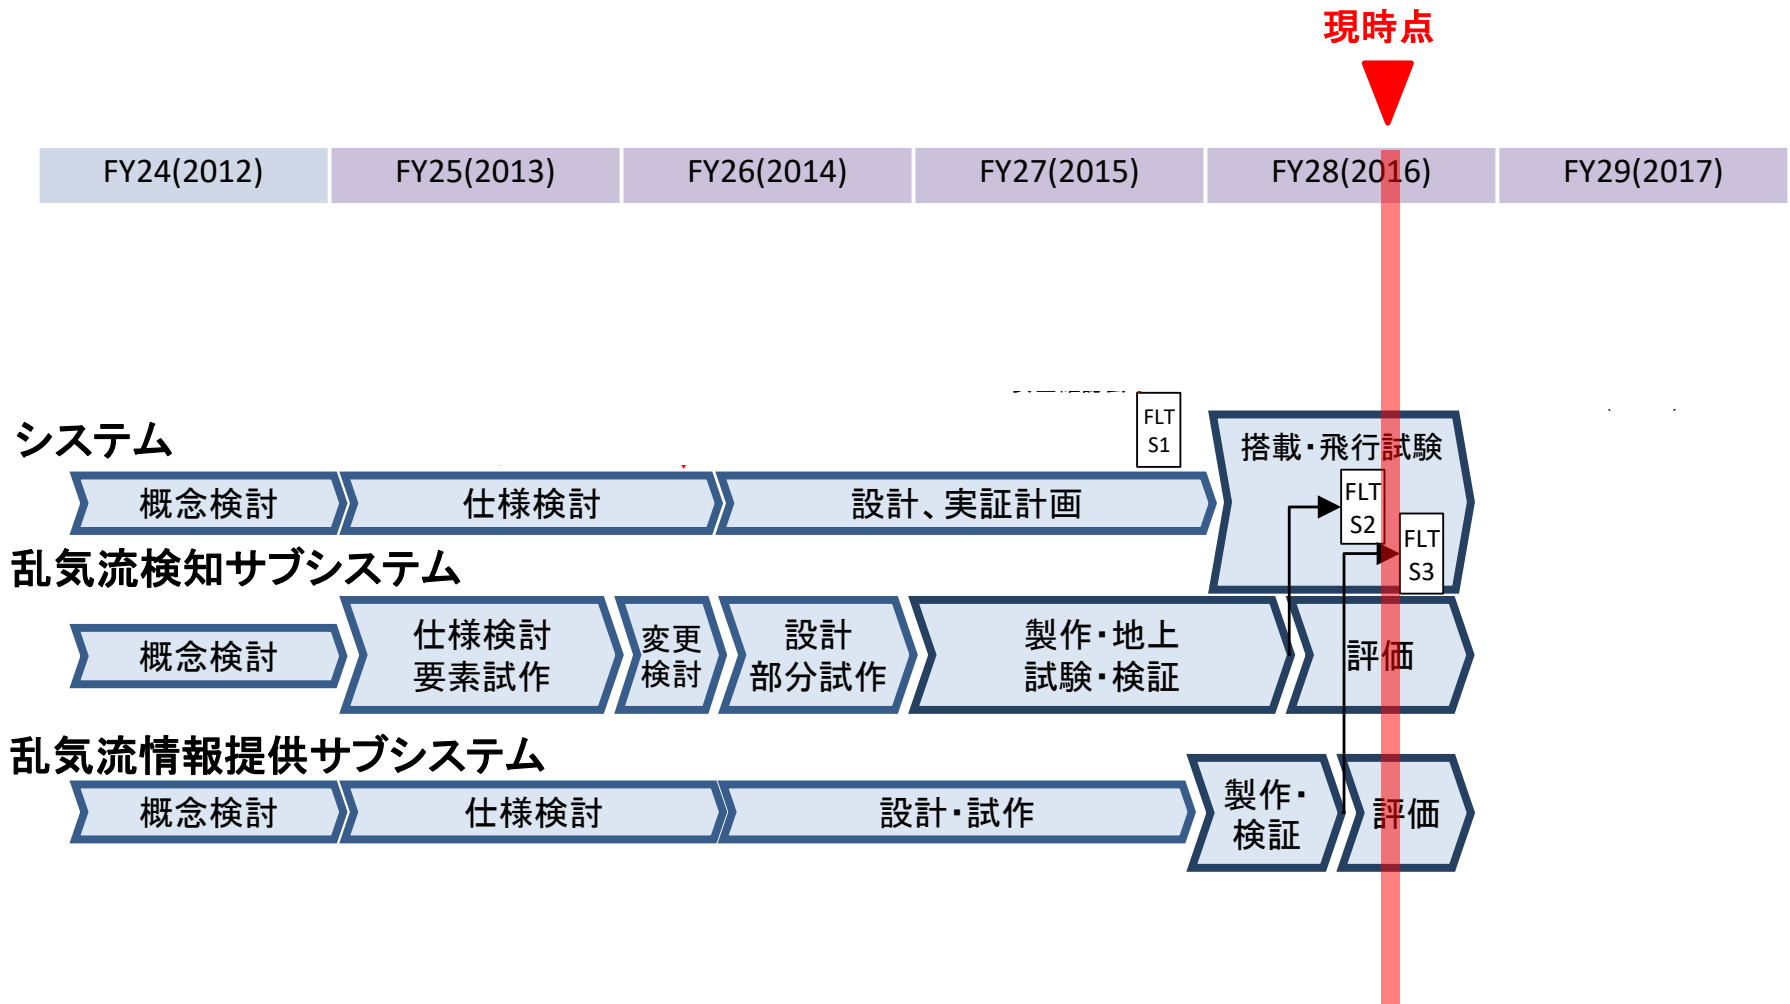 現時点
FY24(2012)
FY25(2013)
FY26(2014)
FY27(2015)
FY28(2016)
FY29(2017)
システム
FLT
S1
概念検討
仕様検討
設計、実証計画
搭載・飛行試験
FLT
S2
FLT
S3
乱気流検知サブシステム
概念検討
仕様検討
要素試作
変更
検討
設計
部分試作
製作・地上
試験・検証
評価
乱気流情報提供サブシステム
概念検討
仕様検討
設計・試作
製作・
検証
評価